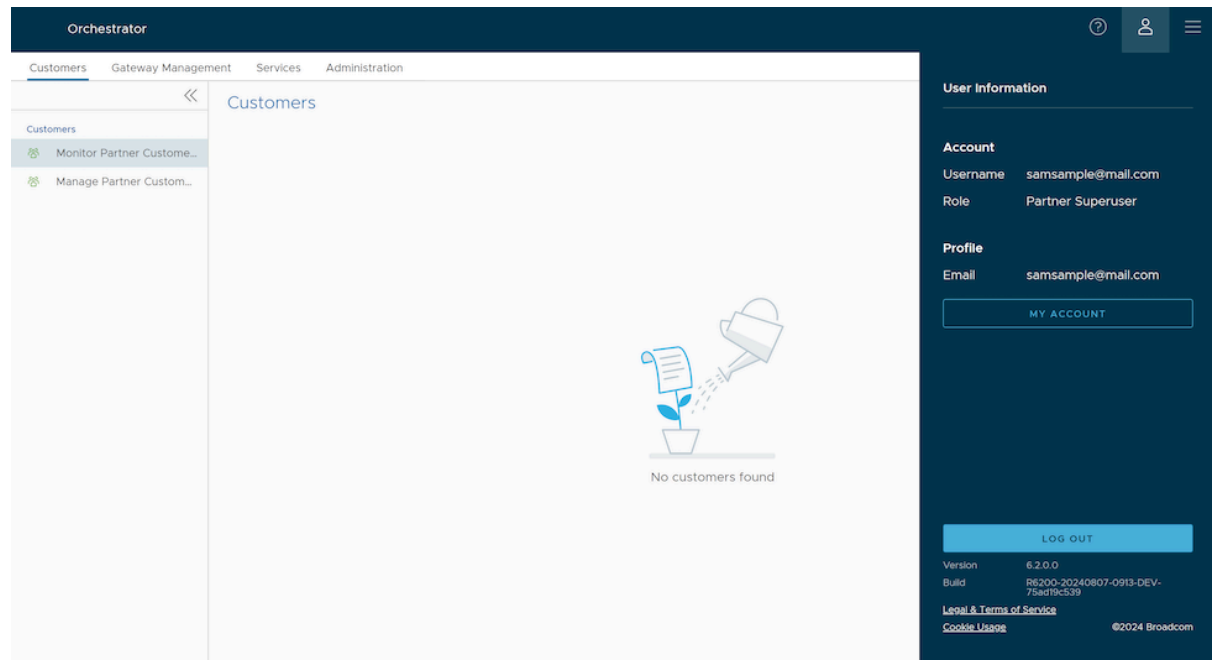 Orchestrator
Customers Gateway Management Services Administration
Customers
Customers
Monitor Partner Custome...
Manage Partner Custom...
No customers found
User Information
Account
Username samsample@mail.com
Role Partner Superuser
Profile
Email samsample@mail.com
MY ACCOUNT
LOG OUT
Version 6.2.0.0
Build R6200-20240807-0913-DEV-
75ad19c539
Legal & Terms of Service
Cookie Usage ©2024 Broadcom